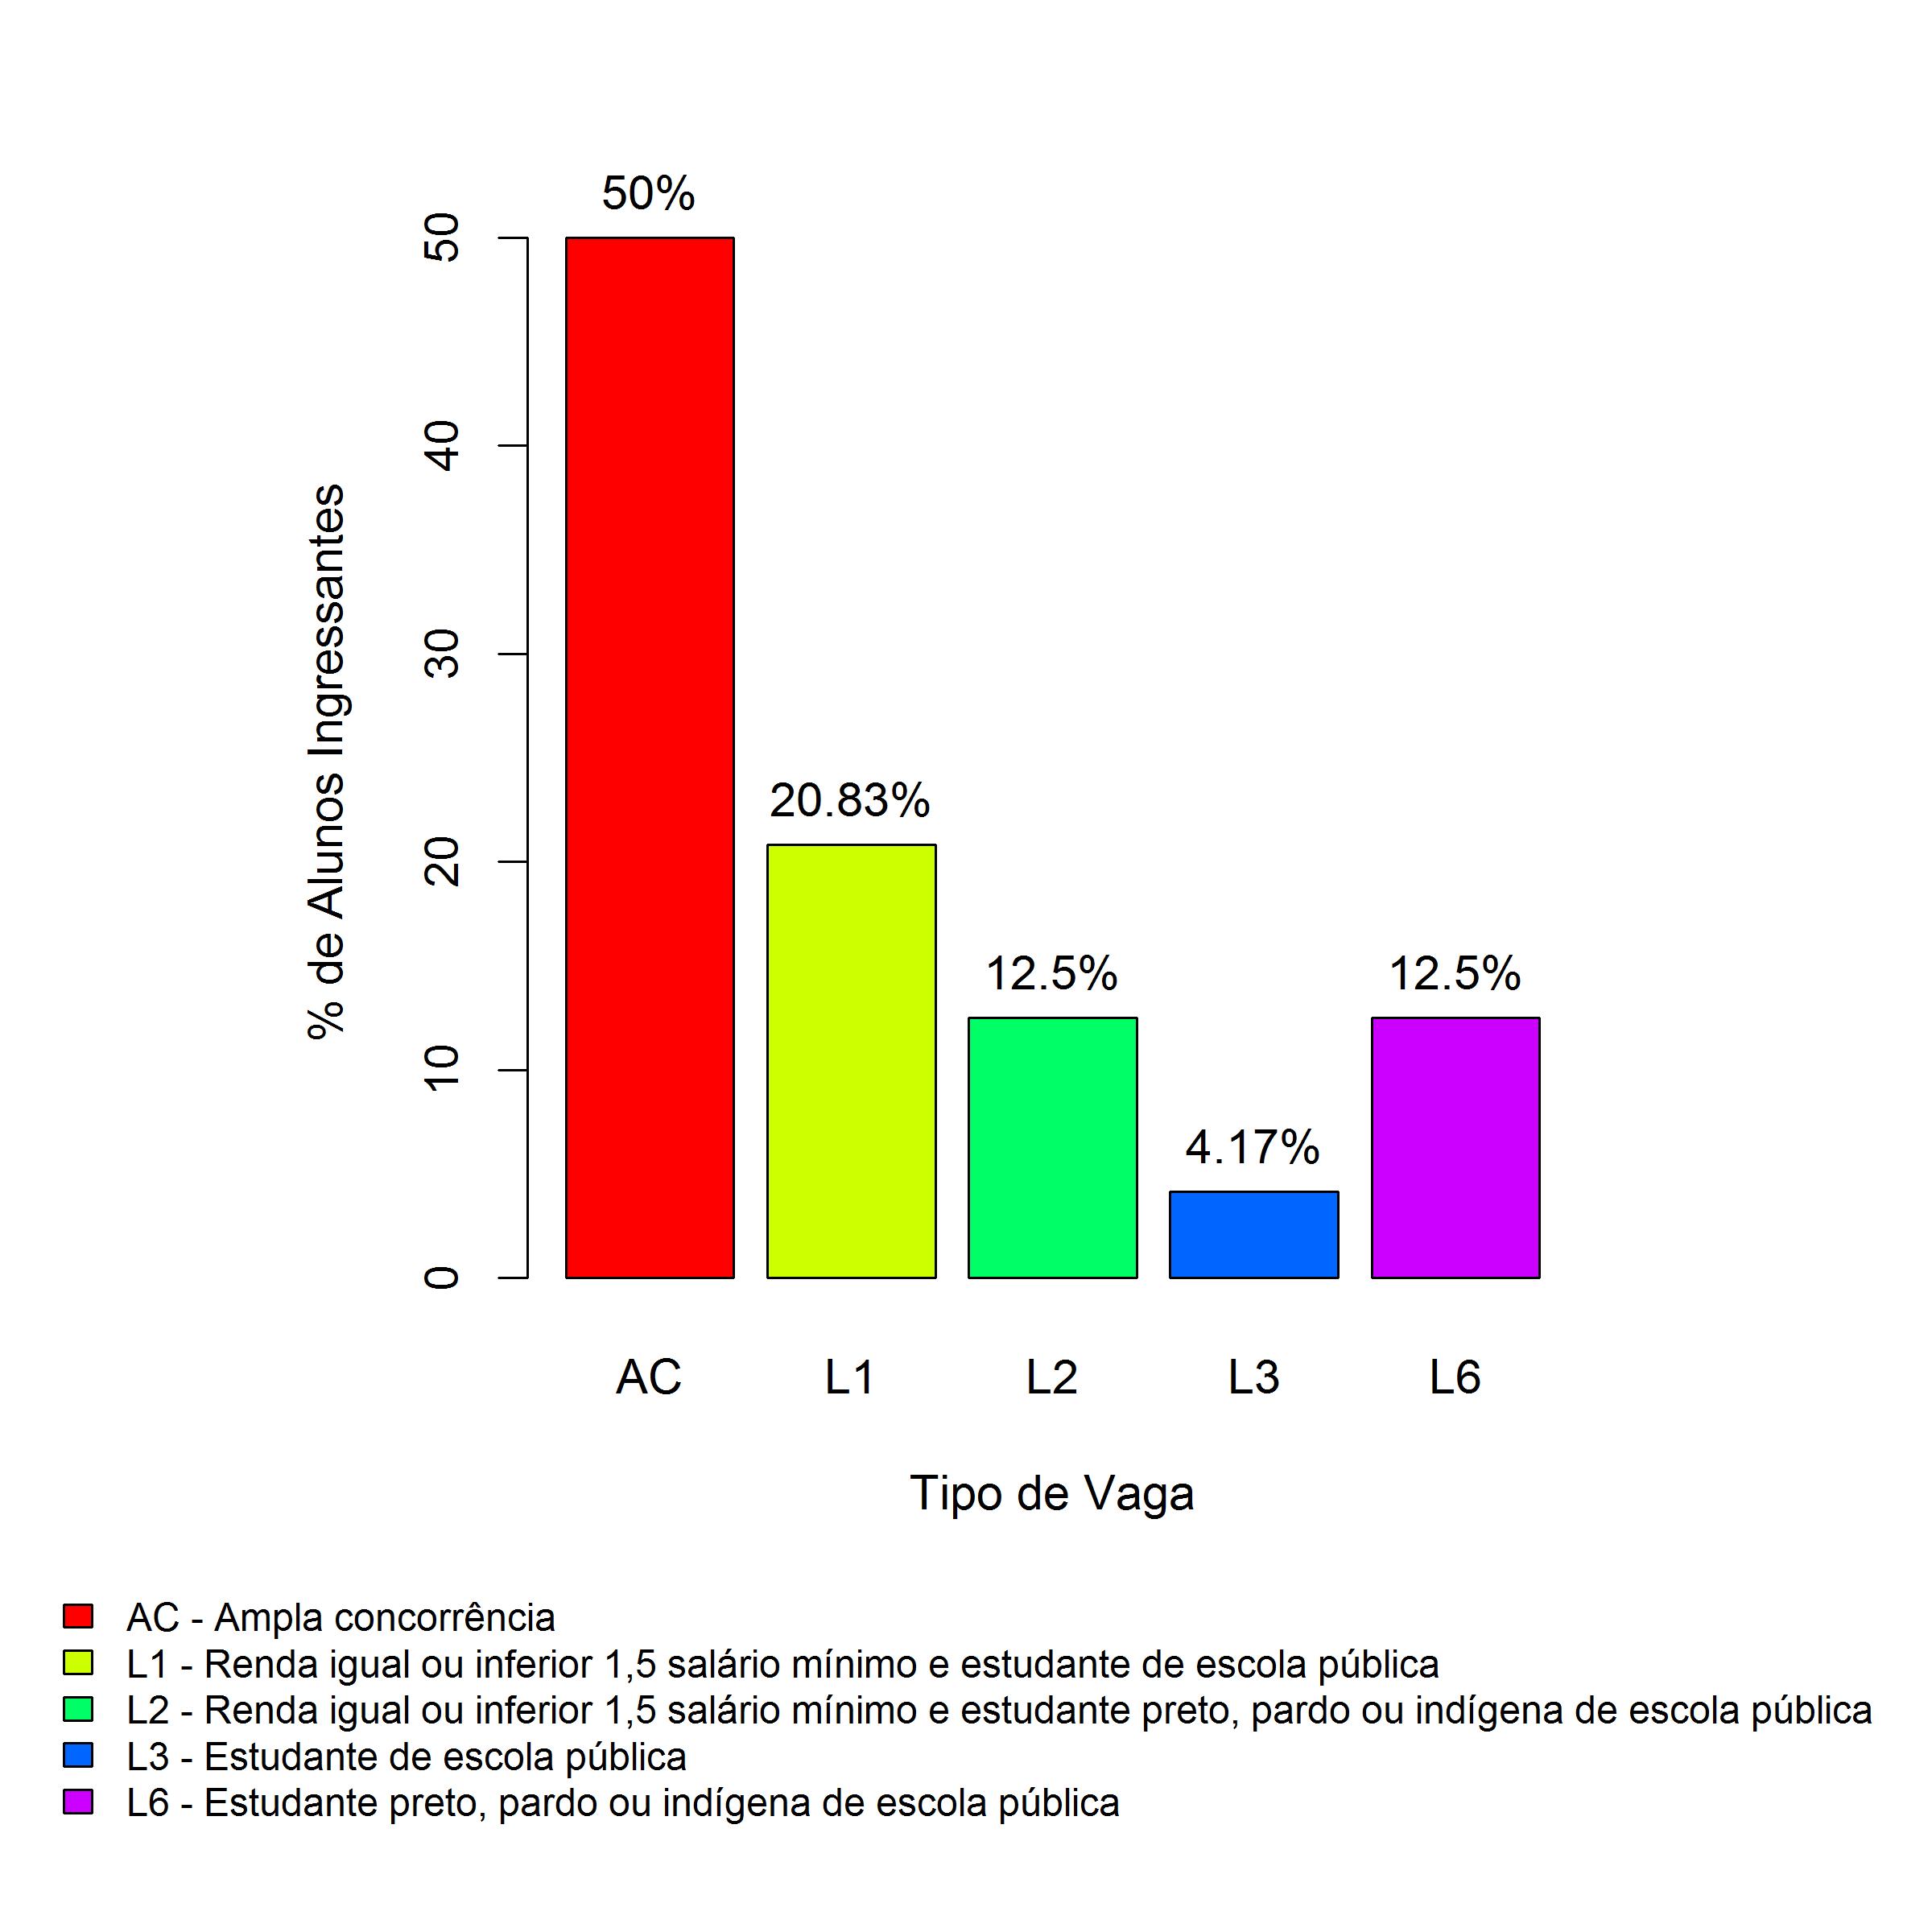 50%
20.83%
12.5%
4.17%
12.5%
% de Alunos Ingressantes
50
40
30
20
10
0
AC L1 L2 L3 L6
Tipo de Vaga
AC - Ampla concorrência
L1 - Renda igual ou inferior 1,5 salário mínimo e estudante de escola pública
L2 - Renda igual ou inferior 1,5 salário mínimo e estudante preto, pardo ou indígena de escola pública
L3 - Estudante de escola pública
L6 - Estudante preto, pardo ou indígena de escola pública